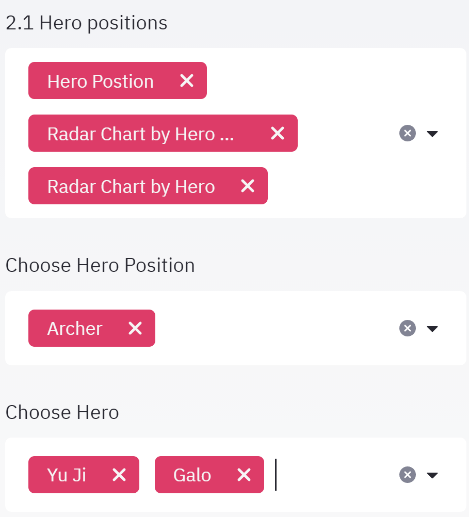 2.1 Hero positions
Hero Postion
Radar Chart by Hero ...
Radar Chart by Hero
Choose Hero Position
Archer
Choose Hero
Yu Ji Galo